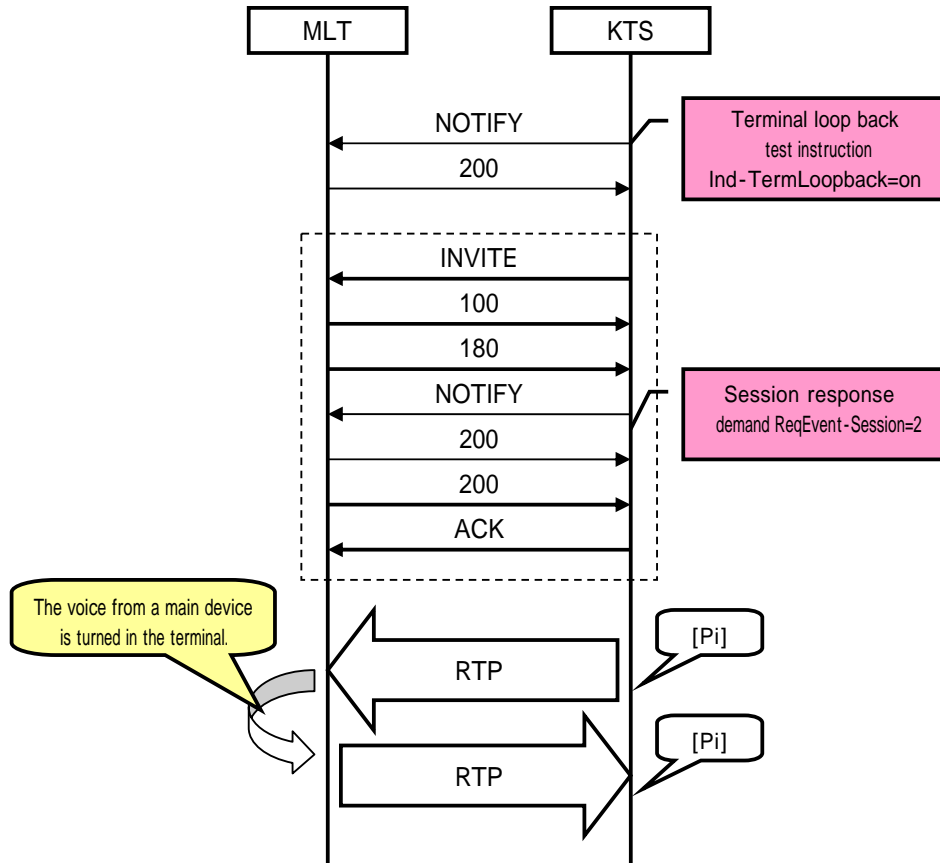 MLT
KTS
NOTIFY
Terminal loop back
test instruction
Ind-TermLoopback=on
200
INVITE
100
180
NOTIFY
Session response
demand ReqEvent-Session=2
200
200
ACK
The voice from a main device
is turned in the terminal.
[Pi]
RTP
[Pi]
RTP